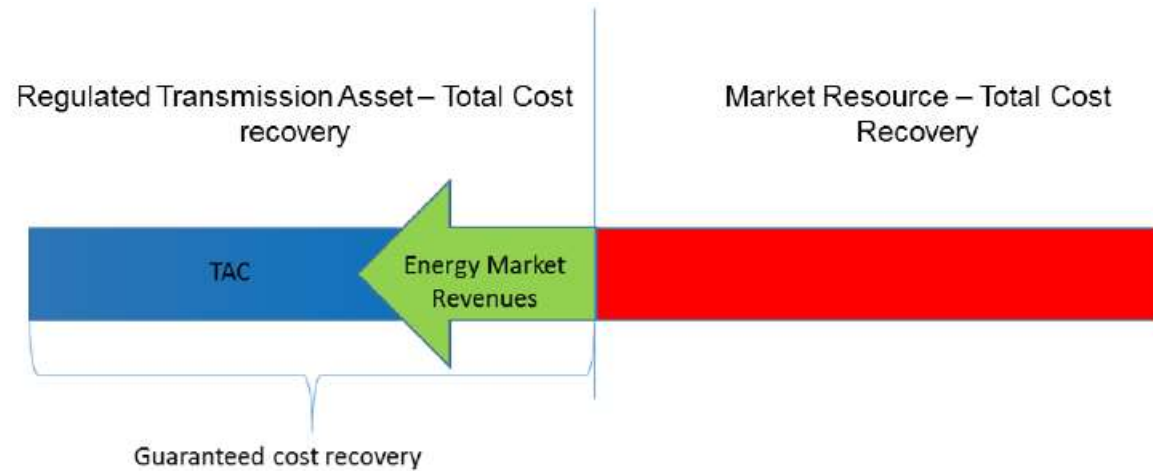 Regulated Transmission Asset – Total Cost
recovery
Market Resource – Total Cost
Recovery
TAC
Energy Market
Revenues
Guaranteed cost recovery